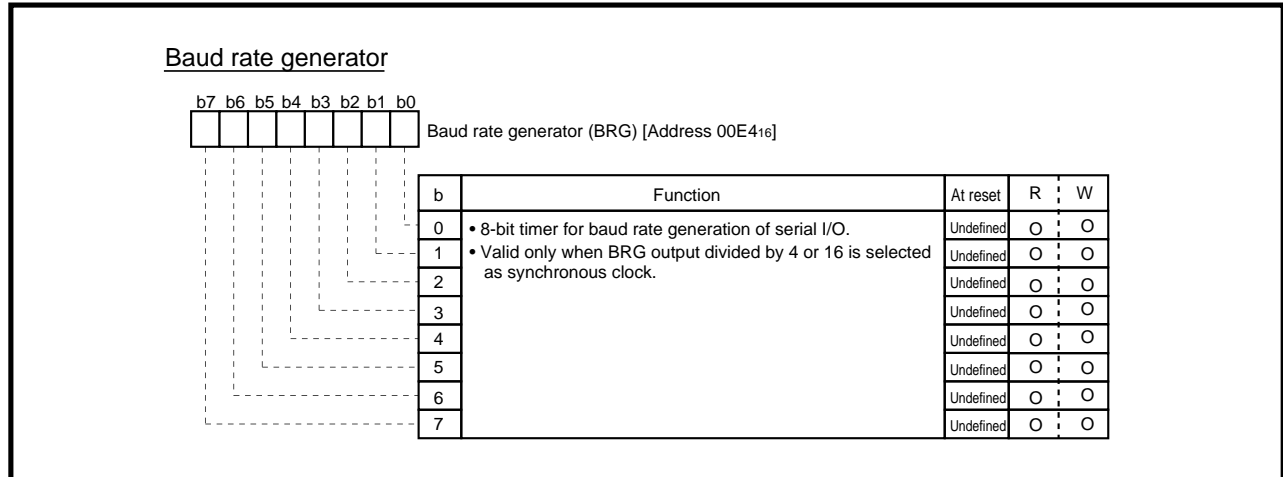 Baud rate generator
b7 b6 b5 b4 b3 b2 b1 b0
Baud rate generator (BRG) [Address 00E4₁₆]
b Function At reset R W
0 • 8-bit timer for baud rate generation of serial I/O. Undefined O O
1 • Valid only when BRG output divided by 4 or 16 is selected Undefined O O
2 as synchronous clock. Undefined O O
3 Undefined O O
4 Undefined O O
5 Undefined O O
6 Undefined O O
7 Undefined O O